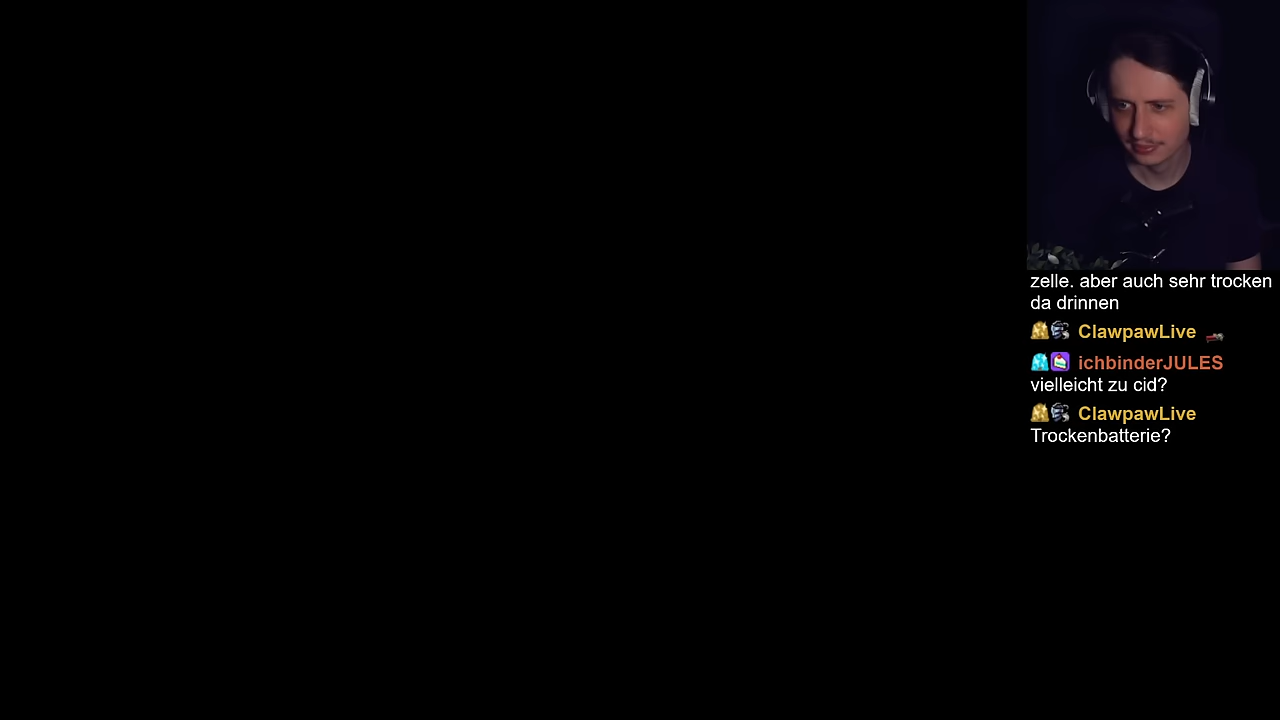 zelle. aber auch sehr trocken
da drinnen
ClawpawLive
ichbinderJULES
vielleicht zu cid?
ClawpawLive
Trockenbatterie?